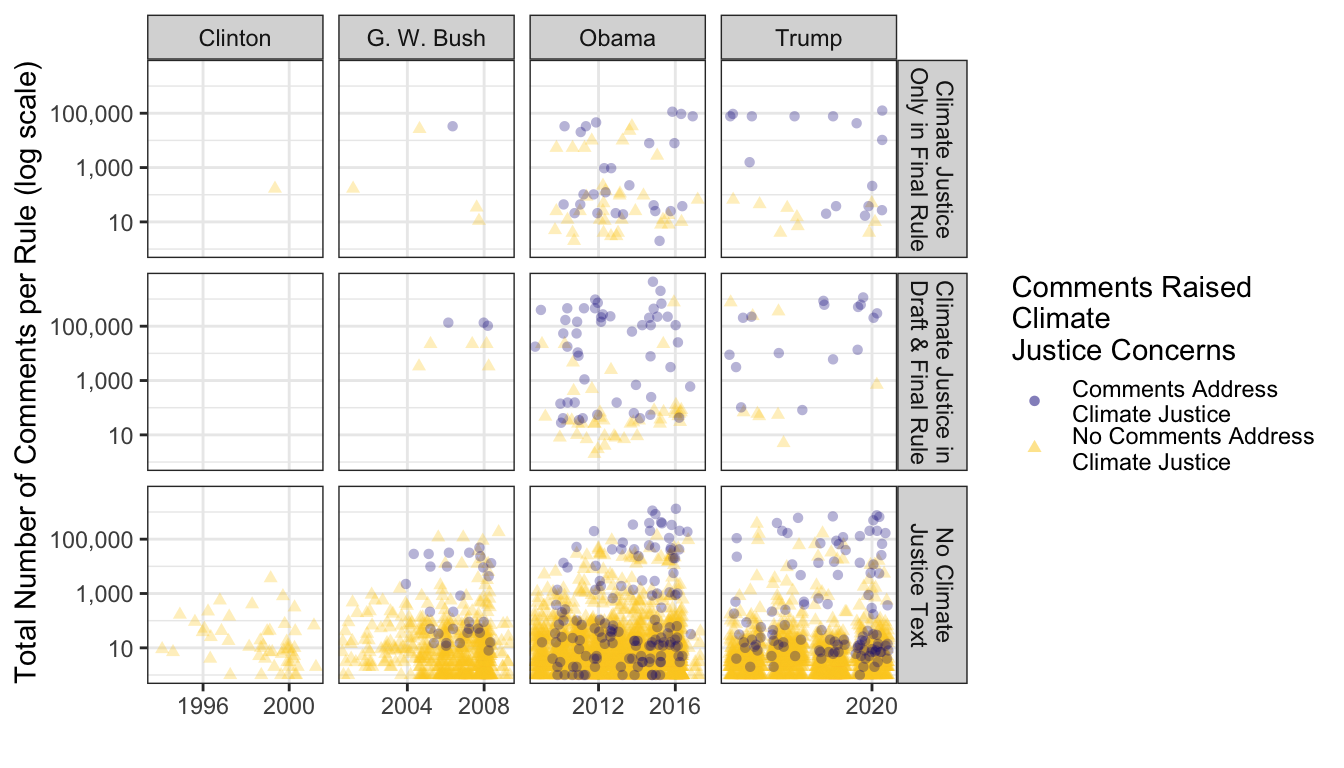 Clinton
G. W. Bush
Obama
Trump
Total Number of Comments per Rule (log scale)
100,000
1,000
10
Climate Justice
Only in Final Rule
100,000
1,000
10
Climate Justice in
Draft & Final Rule
100,000
1,000
10
No Climate
Justice Text
1996
2000
2004
2008
2012
2016
2020
Comments Raised
Climate
Justice Concerns
Comments Address
Climate Justice
No Comments Address
Climate Justice